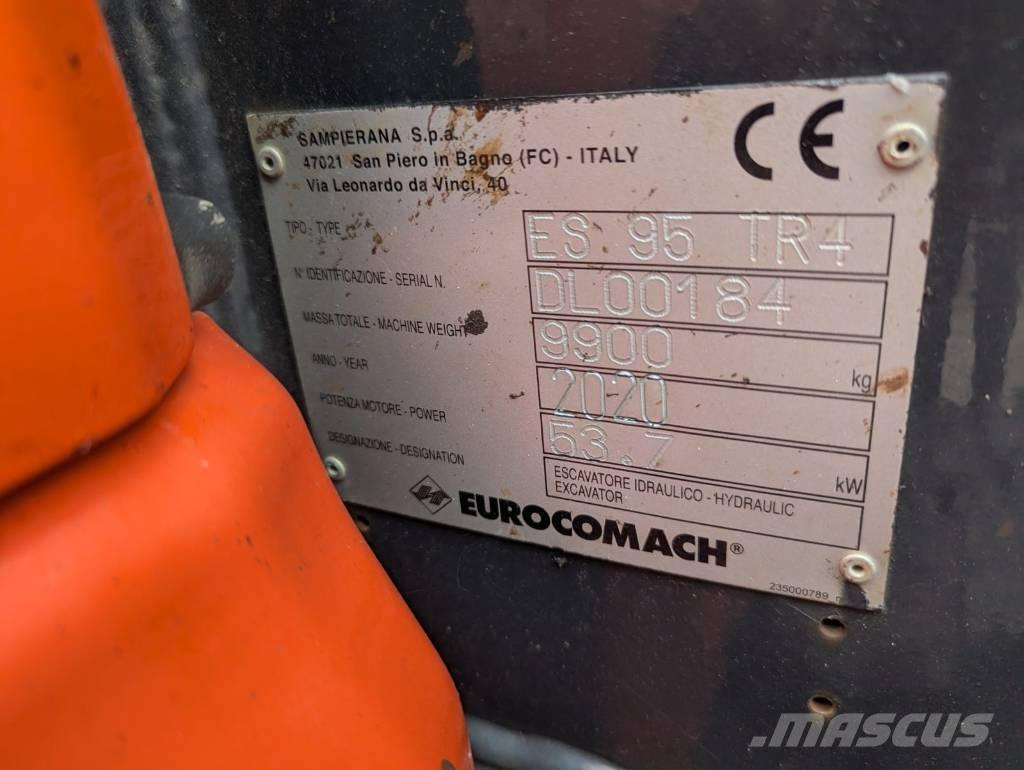 SAMPIERANA S.p.a.
47021 San Piero in Bagno (FC) - ITALY
Via Leonardo da Vinci, 40
CE
TIPO - TYPE ES 95 TR4
N° IDENTIFICAZIONE - SERIAL N. DL00184
MASSA TOTALE - MACHINE WEIGHT 9900 kg
ANNO - YEAR 2020
POTENZA MOTORE - POWER 53.7 kW
DESIGNAZIONE - DESIGNATION ESCAVATORE IDRAULICO - HYDRAULIC
EXCAVATOR
EUROCOMACH®
235000789
MASCUS